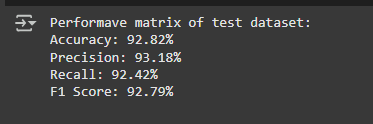 Performave matrix of test dataset:
Accuracy: 92.82%
Precision: 93.18%
Recall: 92.42%
F1 Score: 92.79%